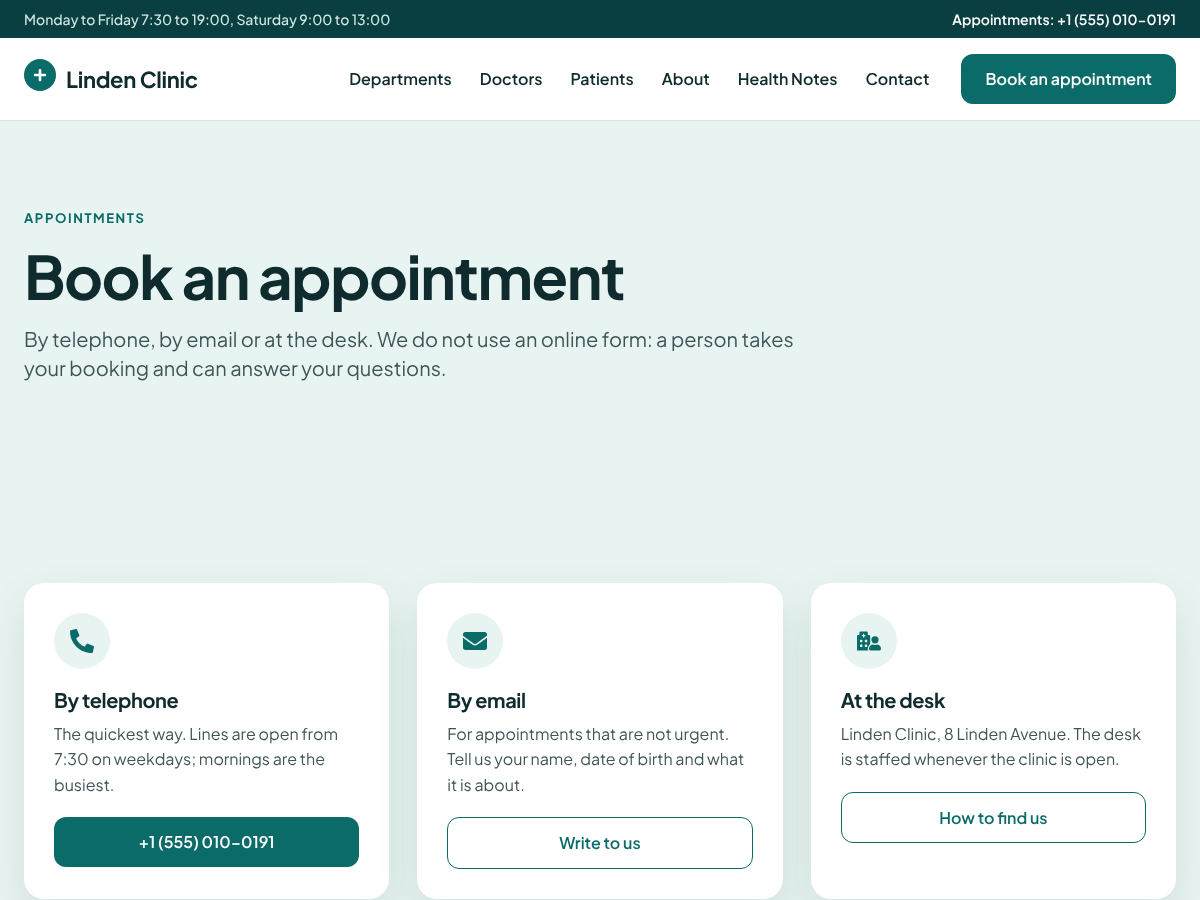 Monday to Friday 7:30 to 19:00, Saturday 9:00 to 13:00
Appointments: +1 (555) 010-0191
Linden Clinic
Departments
Doctors
Patients
About
Health Notes
Contact
Book an appointment
APPOINTMENTS
Book an appointment
By telephone, by email or at the desk. We do not use an online form: a person takes
your booking and can answer your questions.
By telephone
The quickest way. Lines are open from
7:30 on weekdays; mornings are the
busiest.
+1 (555) 010-0191
By email
For appointments that are not urgent.
Tell us your name, date of birth and what
it is about.
Write to us
At the desk
Linden Clinic, 8 Linden Avenue. The desk
is staffed whenever the clinic is open.
How to find us